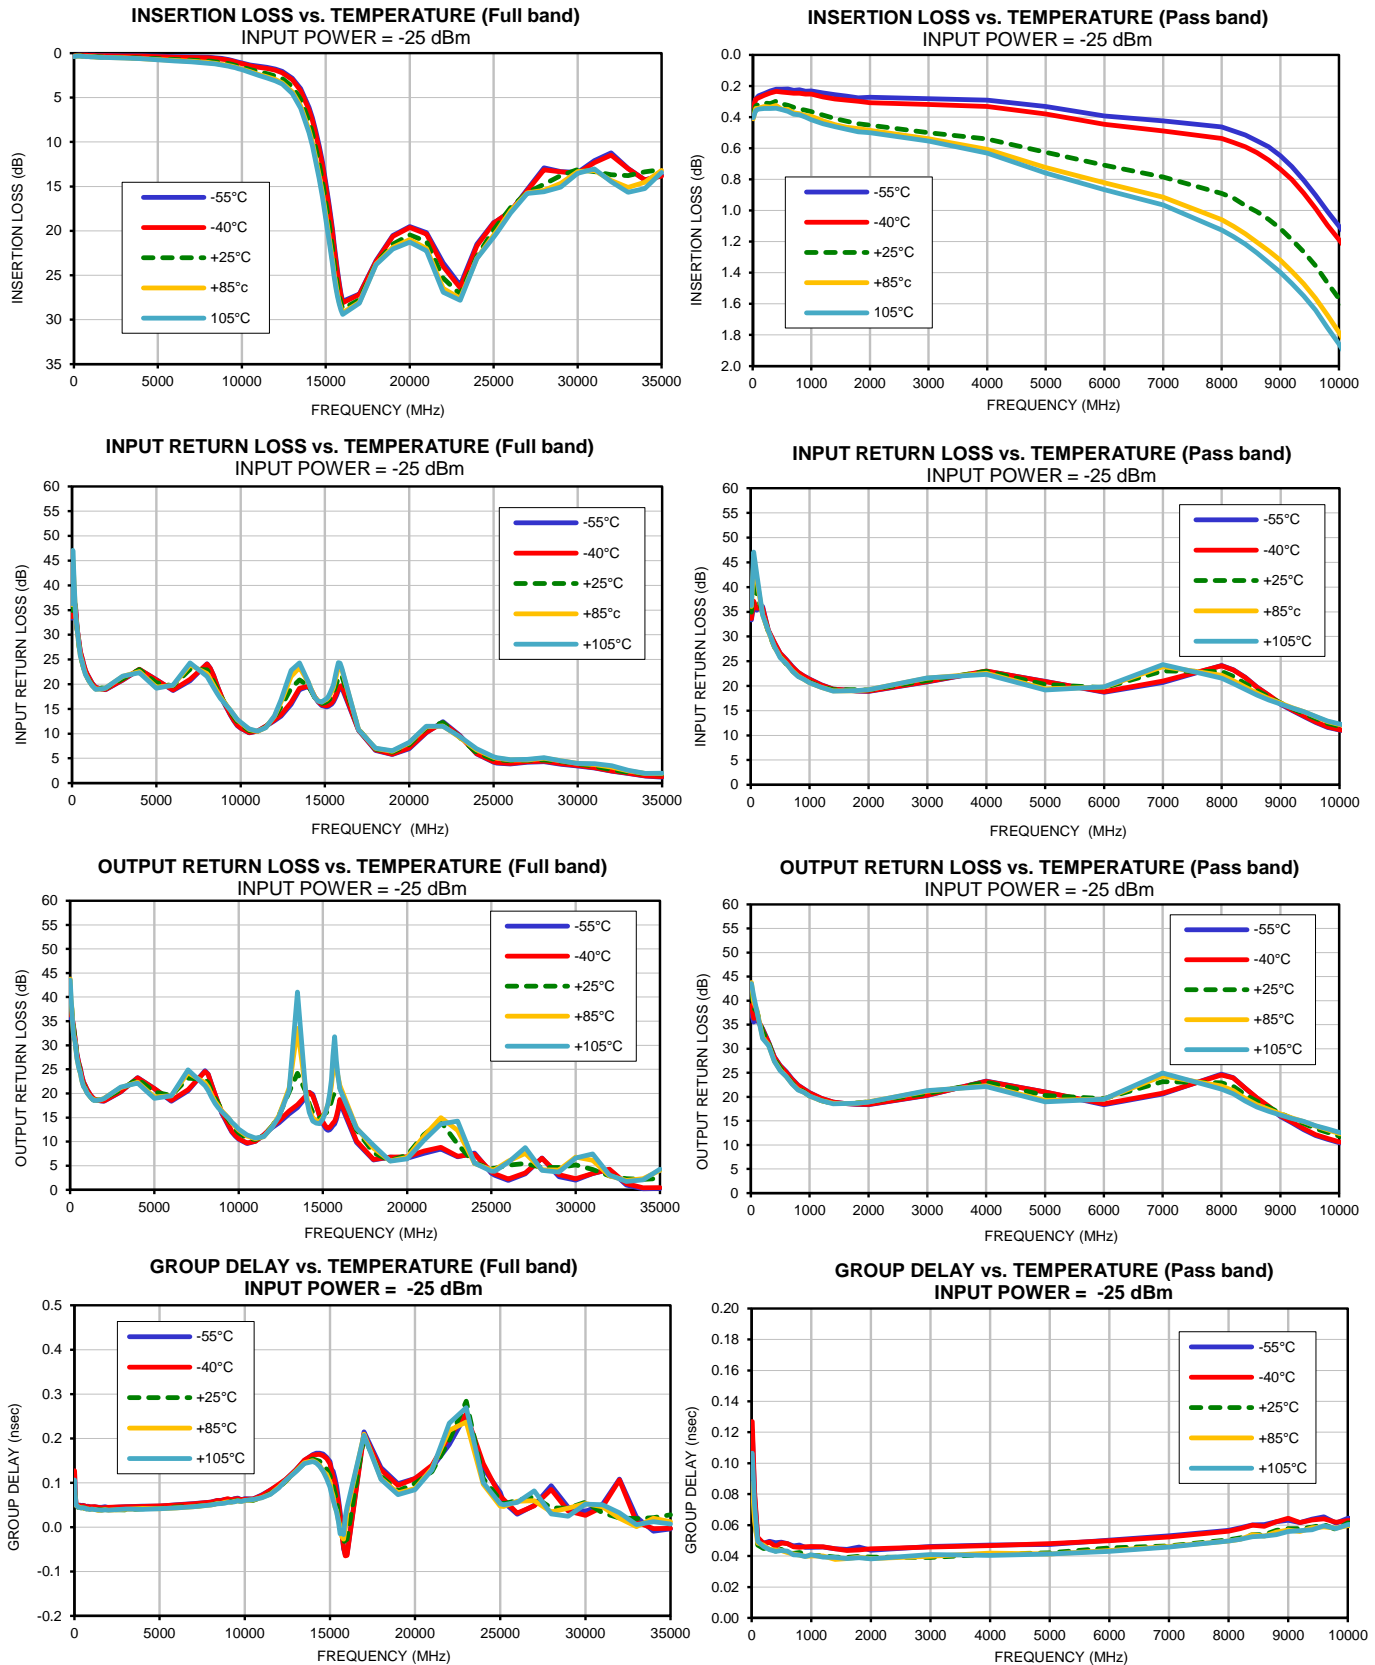 INSERTION LOSS vs. TEMPERATURE (Full band)
INPUT POWER = -25 dBm
0
5
10
15
20
25
30
35
INSERTION LOSS (dB)
-55°C
-40°C
+25°C
+85°c
105°C
0 5000 10000 15000 20000 25000 30000 35000
FREQUENCY (MHz)
INSERTION LOSS vs. TEMPERATURE (Pass band)
INPUT POWER = -25 dBm
0.0
0.2
0.4
0.6
0.8
1.0
1.2
1.4
1.6
1.8
2.0
INSERTION LOSS (dB)
-55°C
-40°C
+25°C
+85°c
105°C
0 1000 2000 3000 4000 5000 6000 7000 8000 9000 10000
FREQUENCY (MHz)
INPUT RETURN LOSS vs. TEMPERATURE (Full band)
INPUT POWER = -25 dBm
60
55
50
45
40
35
30
25
20
15
10
5
0
INPUT RETURN LOSS (dB)
-55°C
-40°C
+25°C
+85°c
+105°C
0 5000 10000 15000 20000 25000 30000 35000
FREQUENCY (MHz)
INPUT RETURN LOSS vs. TEMPERATURE (Pass band)
INPUT POWER = -25 dBm
60
55
50
45
40
35
30
25
20
15
10
5
0
INPUT RETURN LOSS (dB)
-55°C
-40°C
+25°C
+85°c
+105°C
0 1000 2000 3000 4000 5000 6000 7000 8000 9000 10000
FREQUENCY (MHz)
OUTPUT RETURN LOSS vs. TEMPERATURE (Full band)
INPUT POWER = -25 dBm
60
55
50
45
40
35
30
25
20
15
10
5
0
OUTPUT RETURN LOSS (dB)
-55°C
-40°C
+25°C
+85°C
+105°C
0 5000 10000 15000 20000 25000 30000 35000
FREQUENCY (MHz)
OUTPUT RETURN LOSS vs. TEMPERATURE (Pass band)
INPUT POWER = -25 dBm
60
55
50
45
40
35
30
25
20
15
10
5
0
OUTPUT RETURN LOSS (dB)
-55°C
-40°C
+25°C
+85°C
+105°C
0 1000 2000 3000 4000 5000 6000 7000 8000 9000 10000
FREQUENCY (MHz)
GROUP DELAY vs. TEMPERATURE (Full band)
INPUT POWER = -25 dBm
0.5
0.4
0.3
0.2
0.1
0.0
-0.1
-0.2
GROUP DELAY (nsec)
-55°C
-40°C
+25°C
+85°C
+105°C
0 5000 10000 15000 20000 25000 30000 35000
FREQUENCY (MHz)
GROUP DELAY vs. TEMPERATURE (Pass band)
INPUT POWER = -25 dBm
0.20
0.18
0.16
0.14
0.12
0.10
0.08
0.06
0.04
0.02
0.00
GROUP DELAY (nsec)
-55°C
-40°C
+25°C
+85°C
+105°C
0 1000 2000 3000 4000 5000 6000 7000 8000 9000 10000
FREQUENCY (MHz)